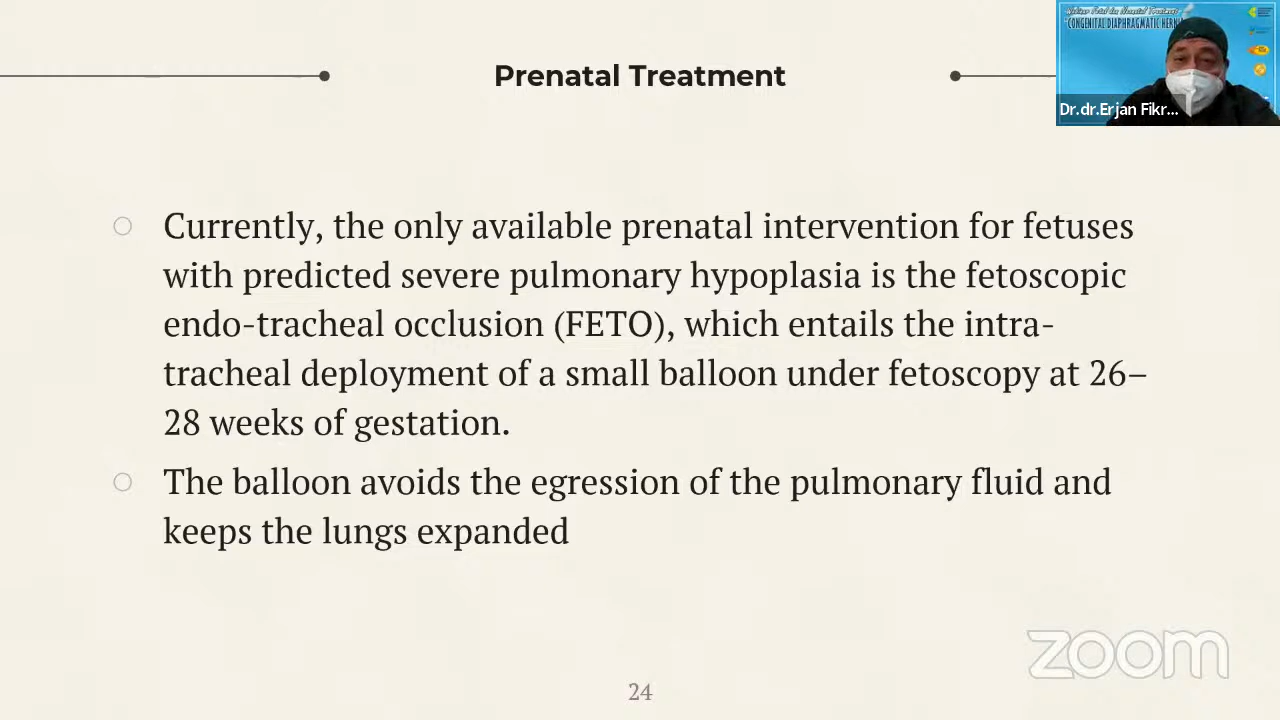 Prenatal Treatment
Currently, the only available prenatal intervention for fetuses
with predicted severe pulmonary hypoplasia is the fetoscopic
endo-tracheal occlusion (FETO), which entails the intra-
tracheal deployment of a small balloon under fetoscopy at 26–
28 weeks of gestation.
The balloon avoids the egression of the pulmonary fluid and
keeps the lungs expanded
24
zoom
CONGENITAL DIAPHRAGMATIC
Dr.dr.Erjan Fikr...